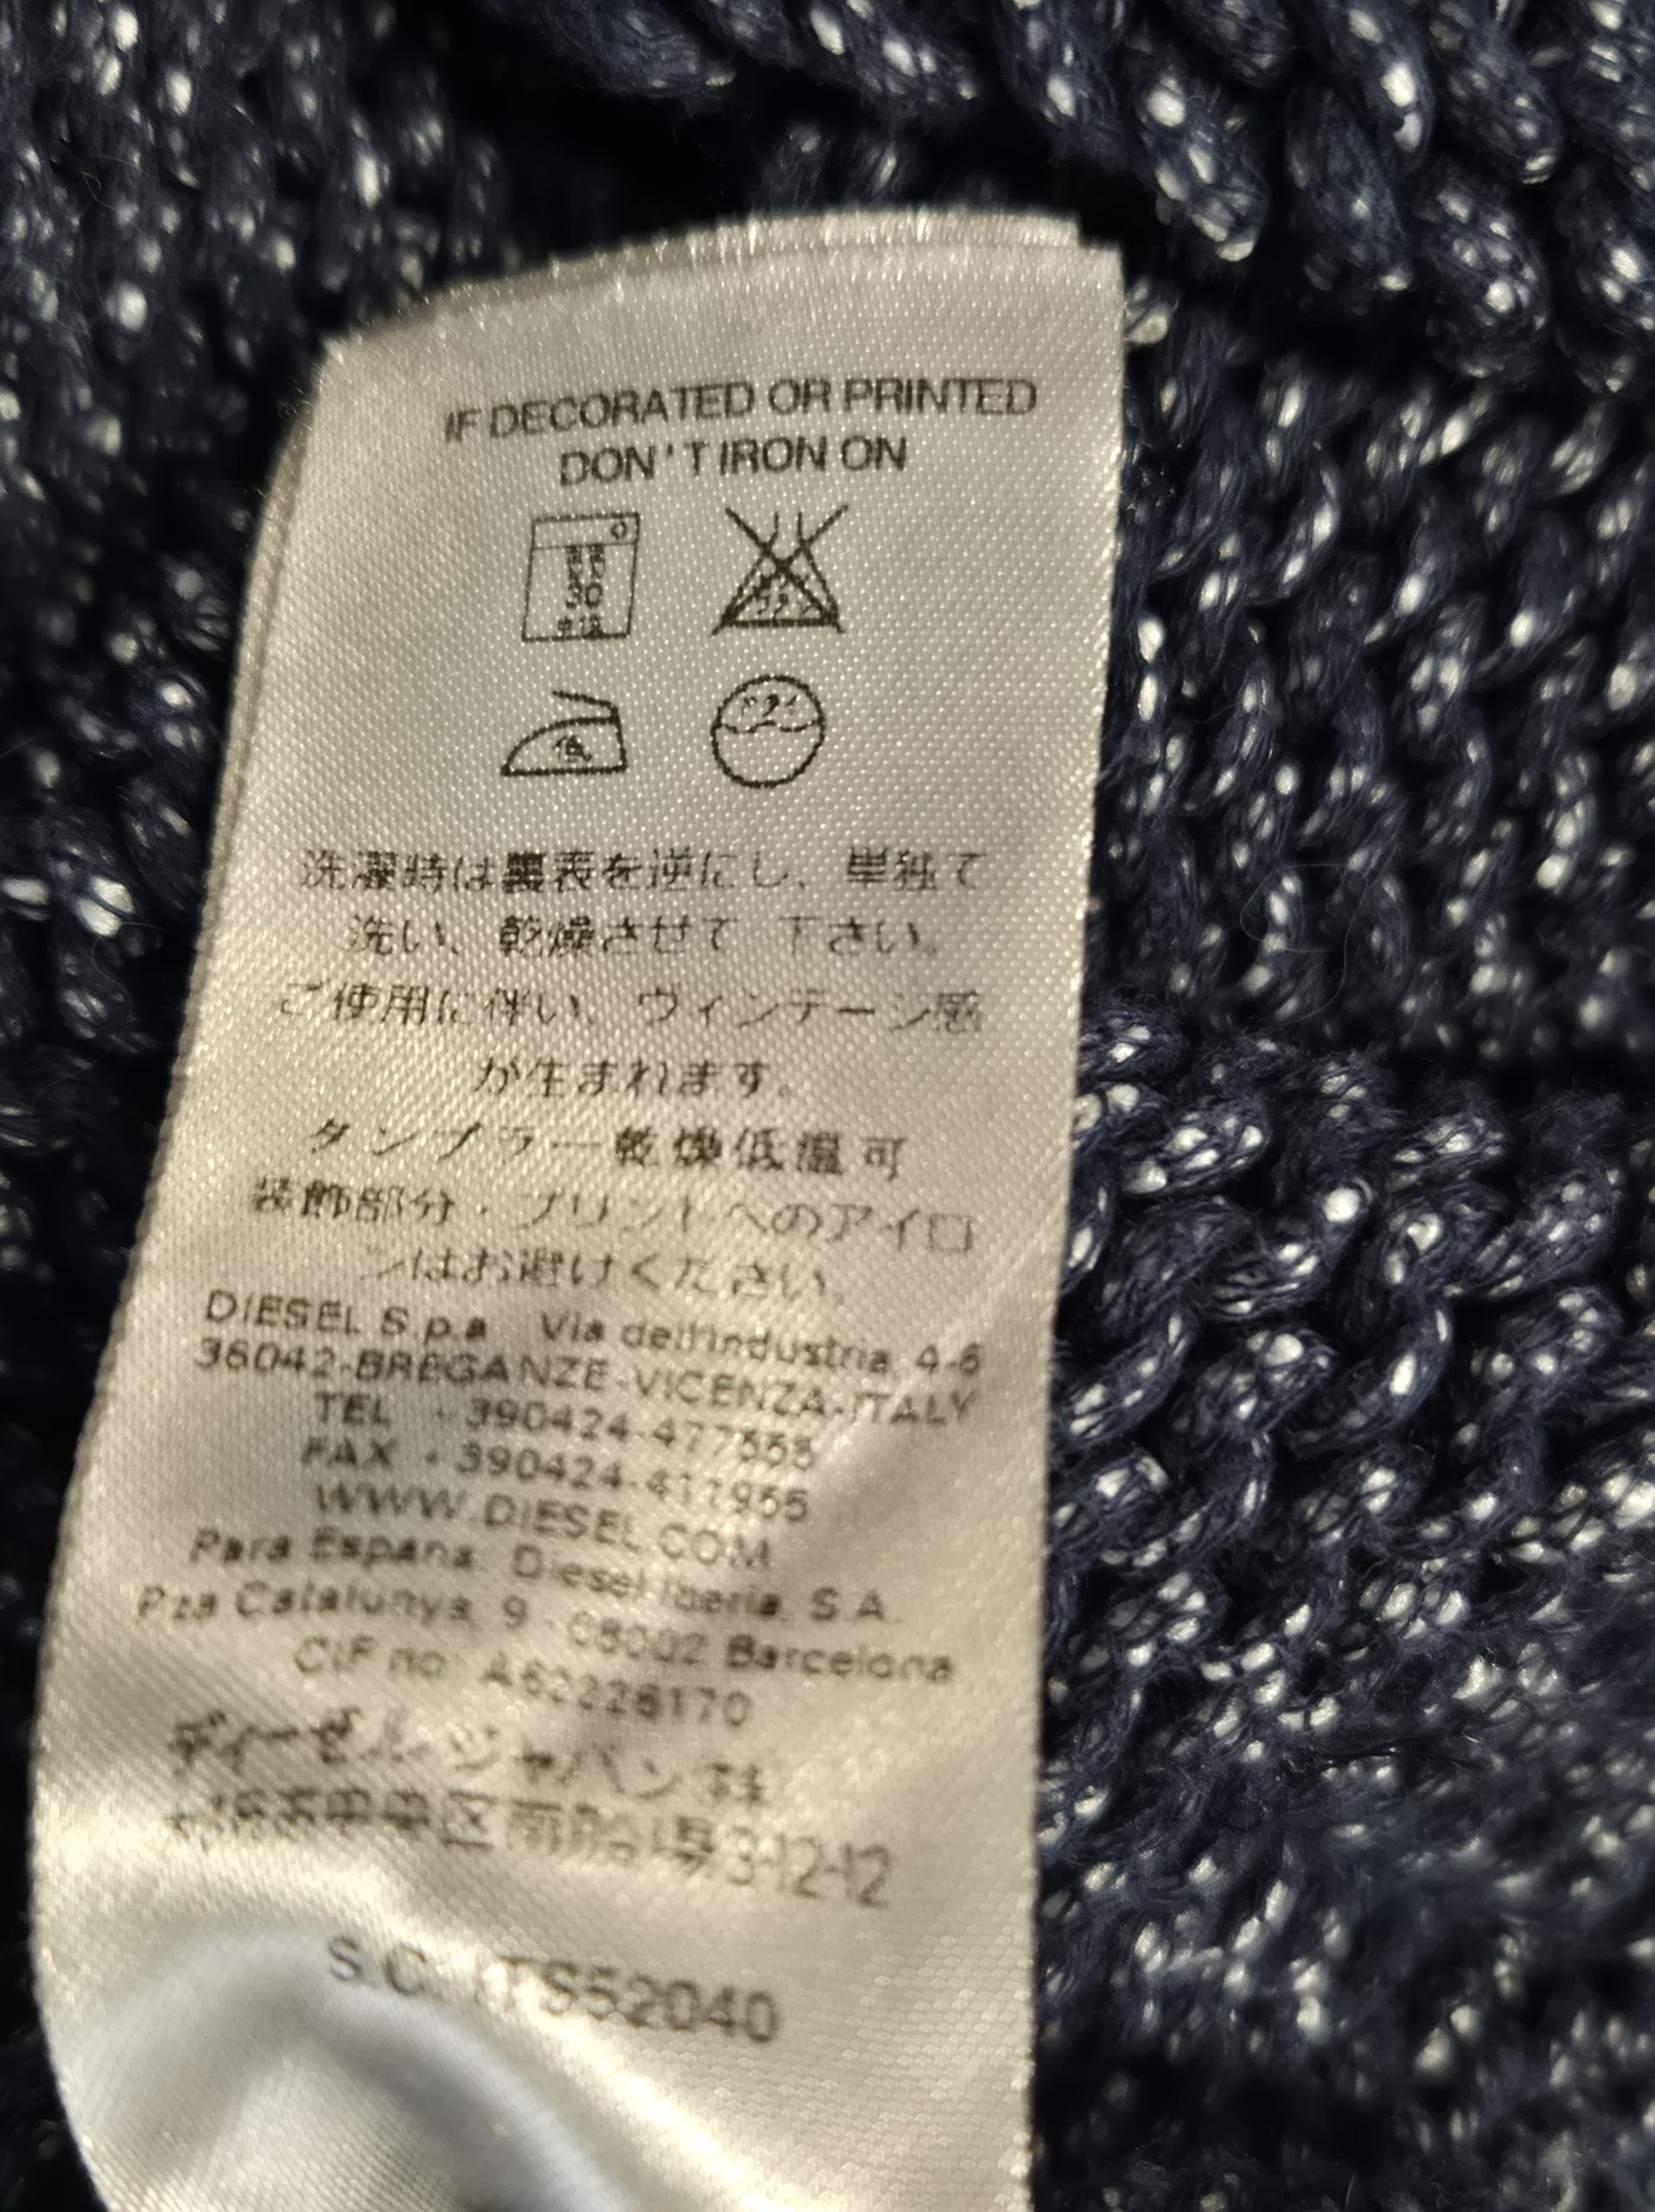 IF DECORATED OR PRINTED
DON'T IRON ON
30
洗濯時は裏表を逆にし、単独で
洗い、乾燥させて下さい。
ご使用に伴い、ヴィンテージ感
が生まれます。
タンブラー乾燥低温可
装飾部分・プリントへのアイロ
ンはお避けください。
DIESEL S.p.a Via dell'Industria, 4-6
36042-BREGANZE-VICENZA-ITALY
TEL +390424-477555
FAX +390424-411955
WWW.DIESEL.COM
Para Espana: Diesel Iberia, S.A.
Pza Catalunya, 9 - 08002 Barcelona
CIF no
ディーゼル ジャパン
中央区南船場3-12-12
S.C. ITS52040